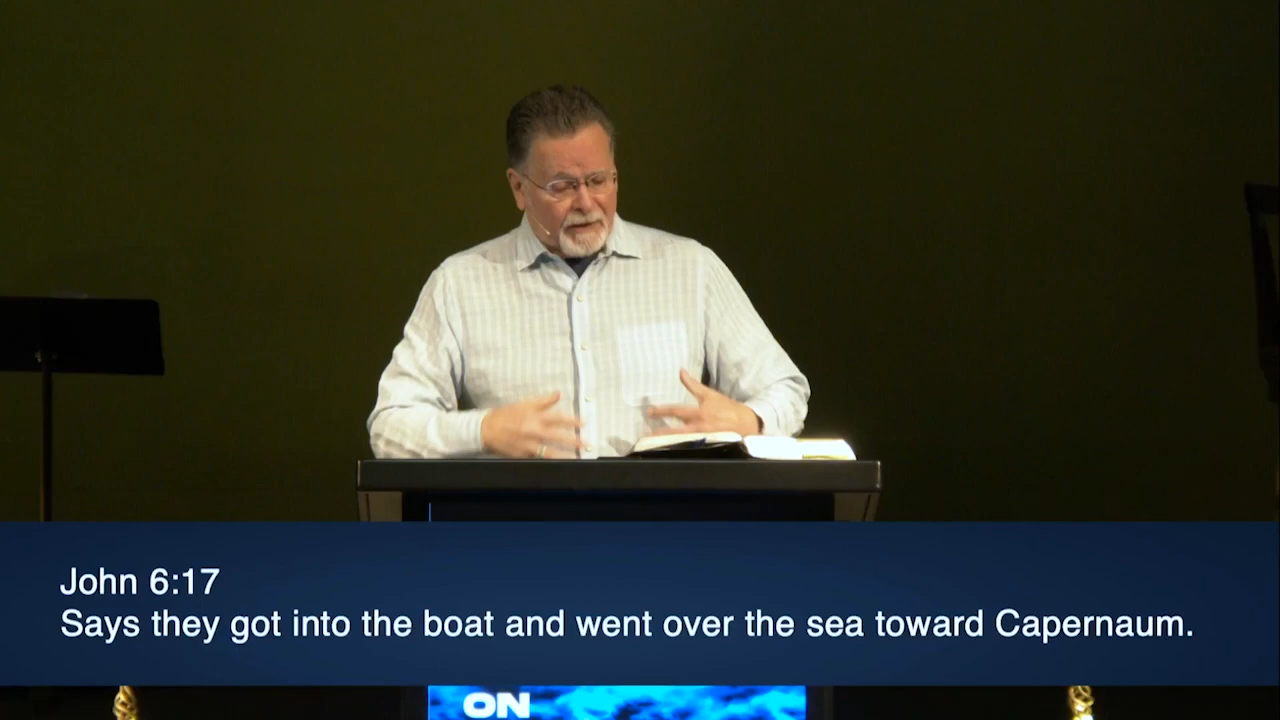 John 6:17
Says they got into the boat and went over the sea toward Capernaum.
ON